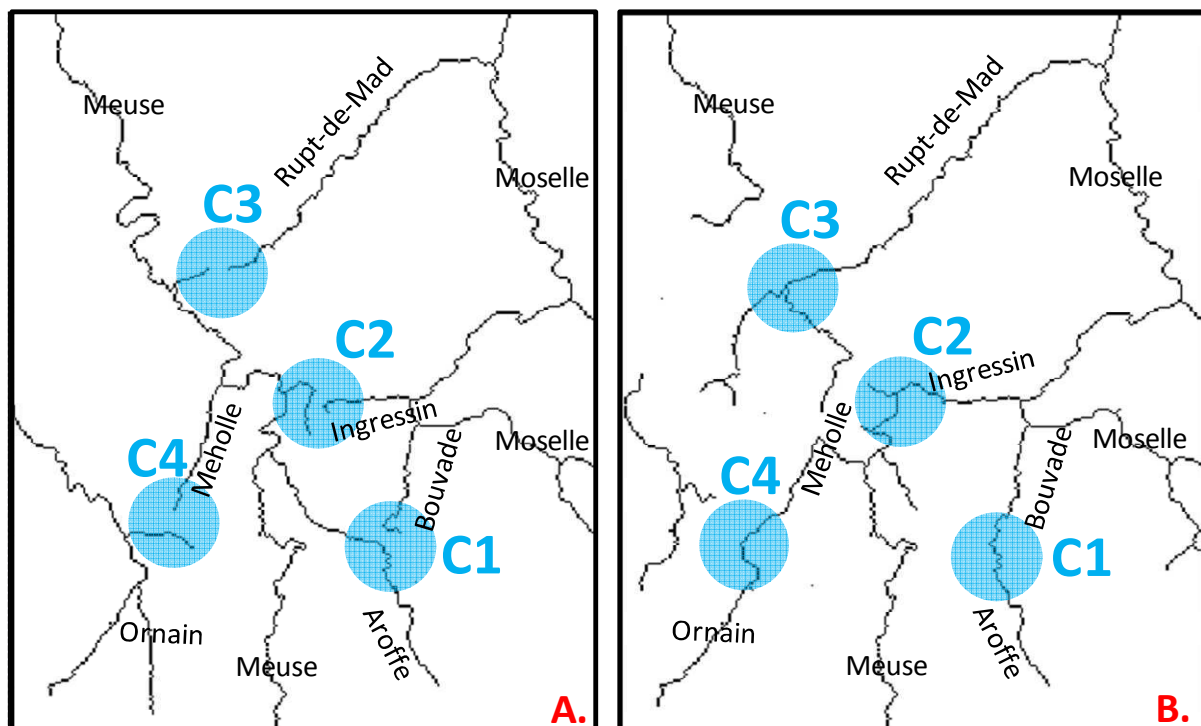 Meuse
Rupt-de-Mad
Moselle
C3
C2
Ingressin
Meholle
Bouvade
Moselle
C4
C1
Ornain
Aroffe
Meuse
A.
Meuse
Rupt-de-Mad
Moselle
C3
C2
Ingressin
Meholle
Bouvade
Moselle
C4
C1
Ornain
Aroffe
Meuse
B.